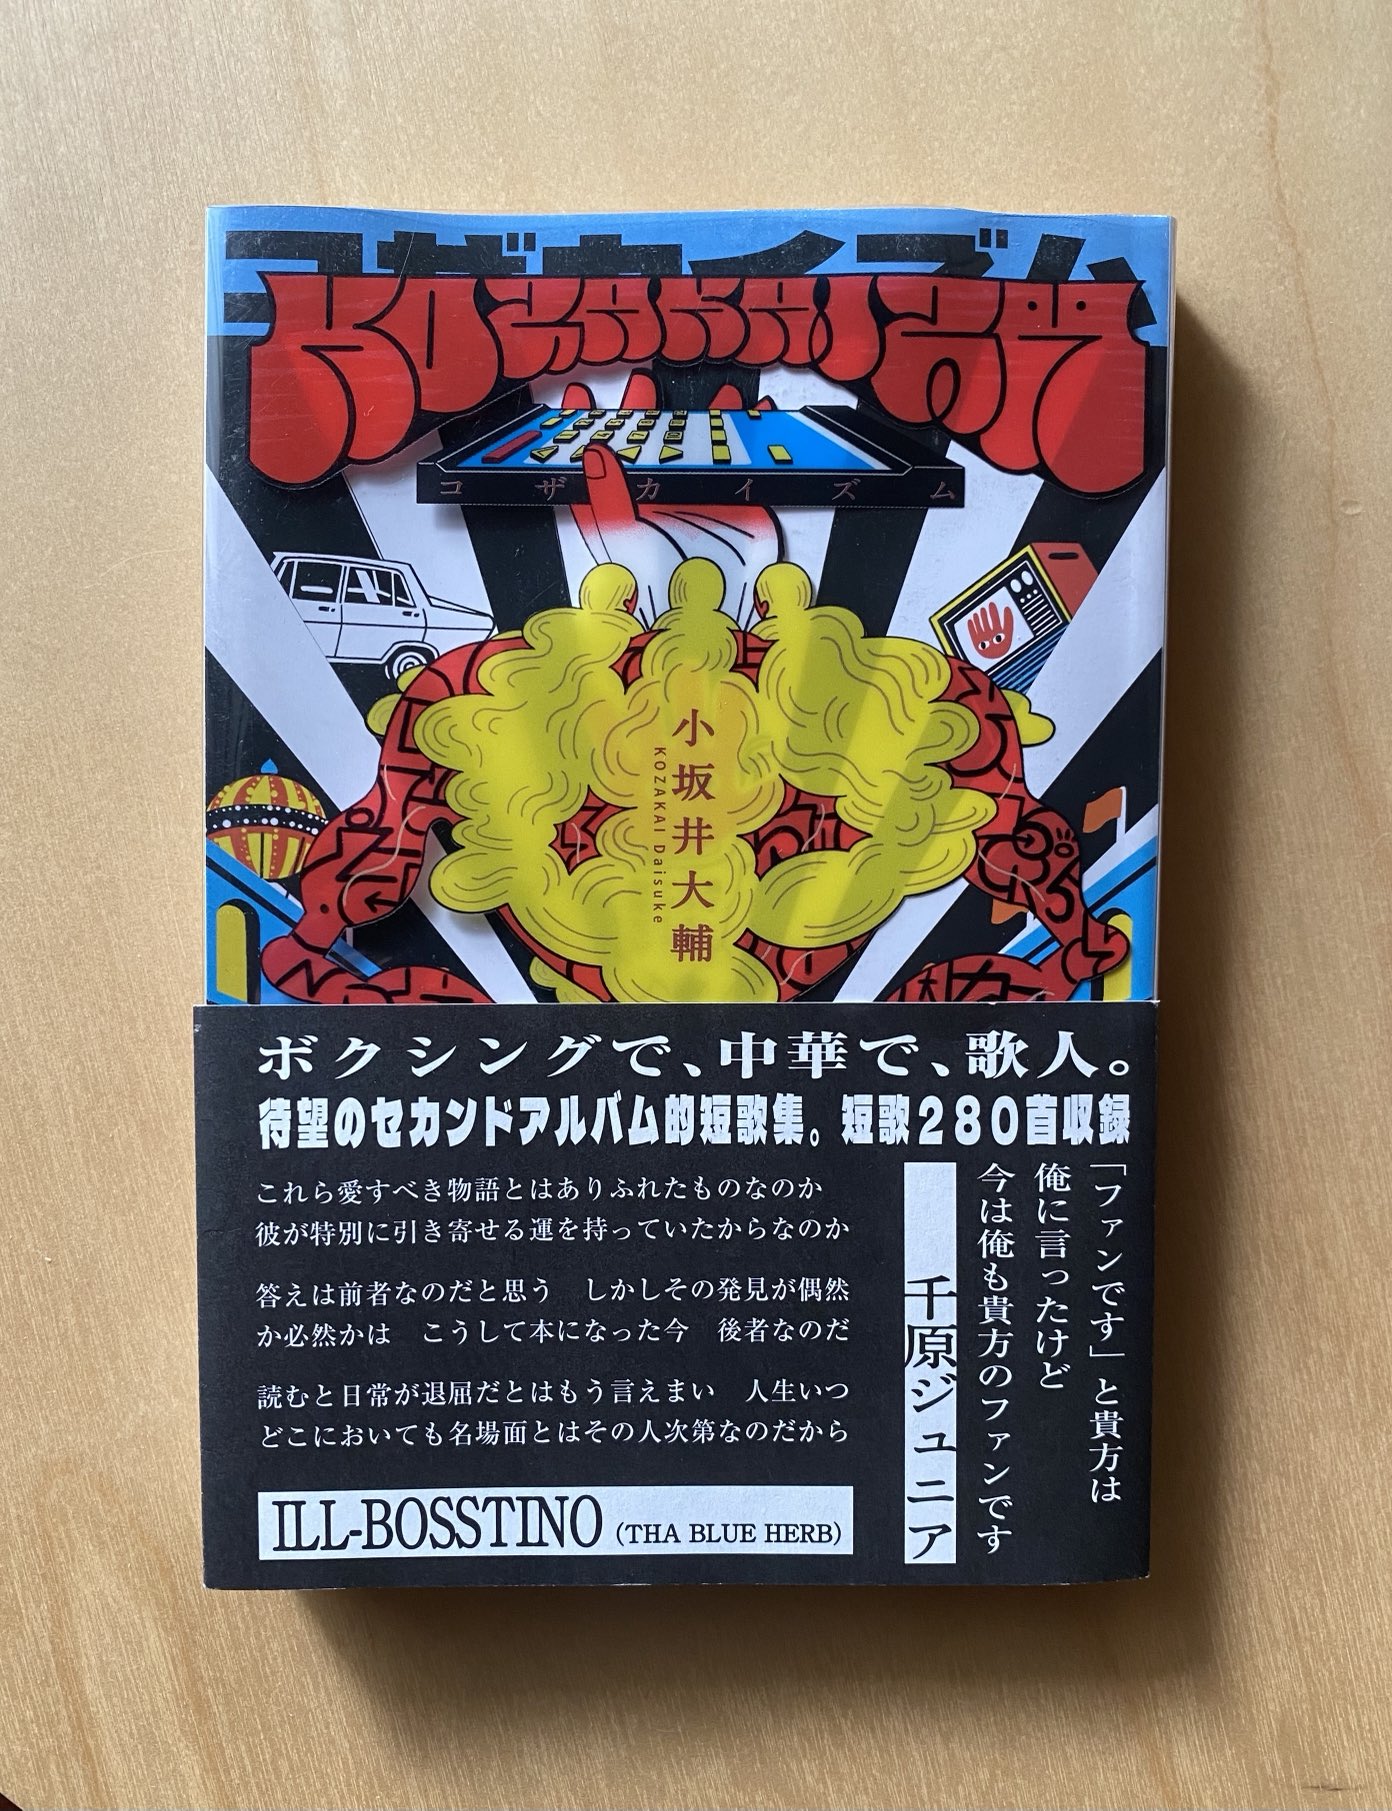 コザカイズム
KOZAKAIZM
コザカイズム
小坂井大輔
KOZAKAI Daisuke
ボクシングで、中華で、歌人。
待望のセカンドアルバム的短歌集。短歌280首収録
「ファンです」と貴方は
俺に言ったけど
今は俺も貴方のファンです
千原ジュニア
これら愛すべき物語とはありふれたものなのか
彼が特別に引き寄せる運を持っていたからなのか
答えは前者なのだと思う　しかしその発見が偶然
か必然かは　こうして本になった今　後者なのだ
読むと日常が退屈だとはもう言えまい　人生いつ
どこにおいても名場面とはその人次第なのだから
ILL-BOSSTINO (THA BLUE HERB)